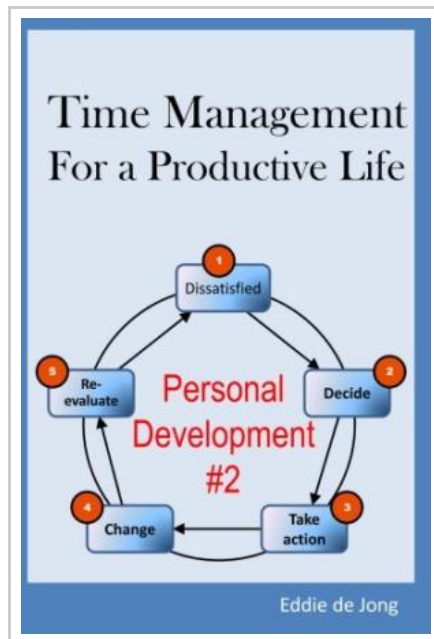 Time Management
For a Productive Life
1
Dissatisfied
2
Decide
3
Take
action
4
Change
5
Re-
evaluate
Personal
Development
#2
Eddie de Jong